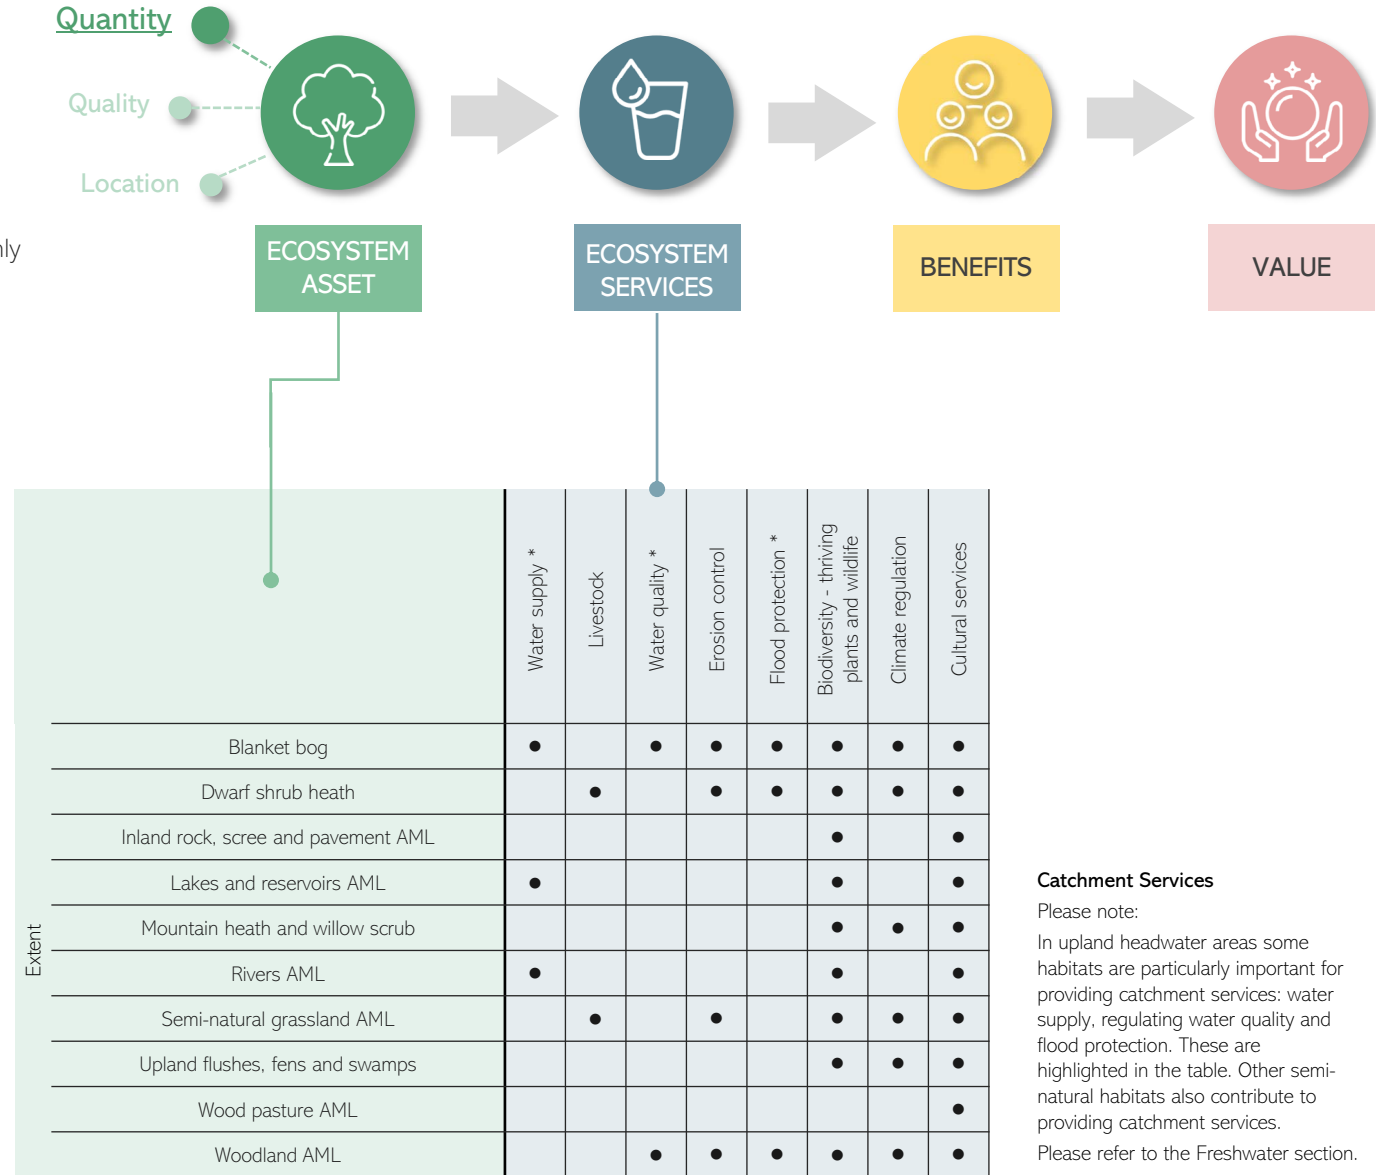 Quantity
Quality
Location
nly
ECOSYSTEM
ASSET
ECOSYSTEM
SERVICES
BENEFITS
VALUE
Water supply *
Livestock
Water quality *
Erosion control
Flood protection *
Biodiversity - thriving
plants and wildlife
Climate regulation
Cultural services
Extent
Blanket bog
Dwarf shrub heath
Inland rock, scree and pavement AML
Lakes and reservoirs AML
Mountain heath and willow scrub
Rivers AML
Semi-natural grassland AML
Upland flushes, fens and swamps
Wood pasture AML
Woodland AML
Catchment Services
Please note:
In upland headwater areas some
habitats are particularly important for
providing catchment services: water
supply, regulating water quality and
flood protection. These are
highlighted in the table. Other semi-
natural habitats also contribute to
providing catchment services.
Please refer to the Freshwater section.